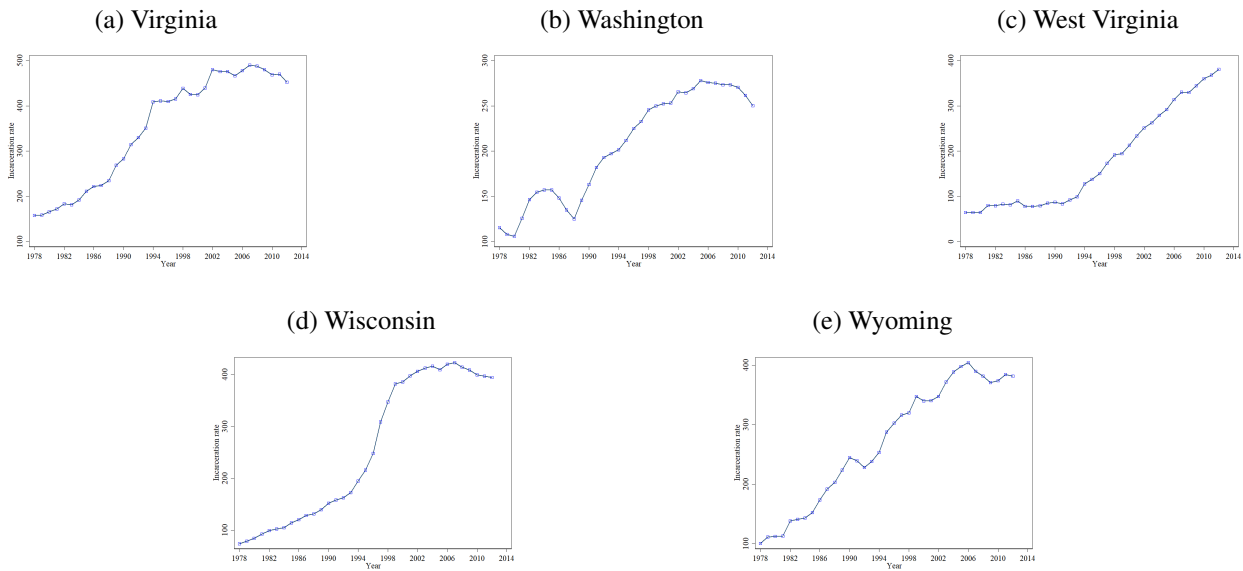 (a) Virginia
(b) Washington
(c) West Virginia
Incarceration rate
100 200 300 400 500
1978 1982 1986 1990 1994 1998 2002 2006 2010 2014
Year
Incarceration rate
100 150 200 250 300
1978 1982 1986 1990 1994 1998 2002 2006 2010 2014
Year
Incarceration rate
0 100 200 300 400
1978 1982 1986 1990 1994 1998 2002 2006 2010 2014
Year
(d) Wisconsin
(e) Wyoming
Incarceration rate
100 200 300 400
1978 1982 1986 1990 1994 1998 2002 2006 2010 2014
Year
Incarceration rate
100 200 300 400
1978 1982 1986 1990 1994 1998 2002 2006 2010 2014
Year